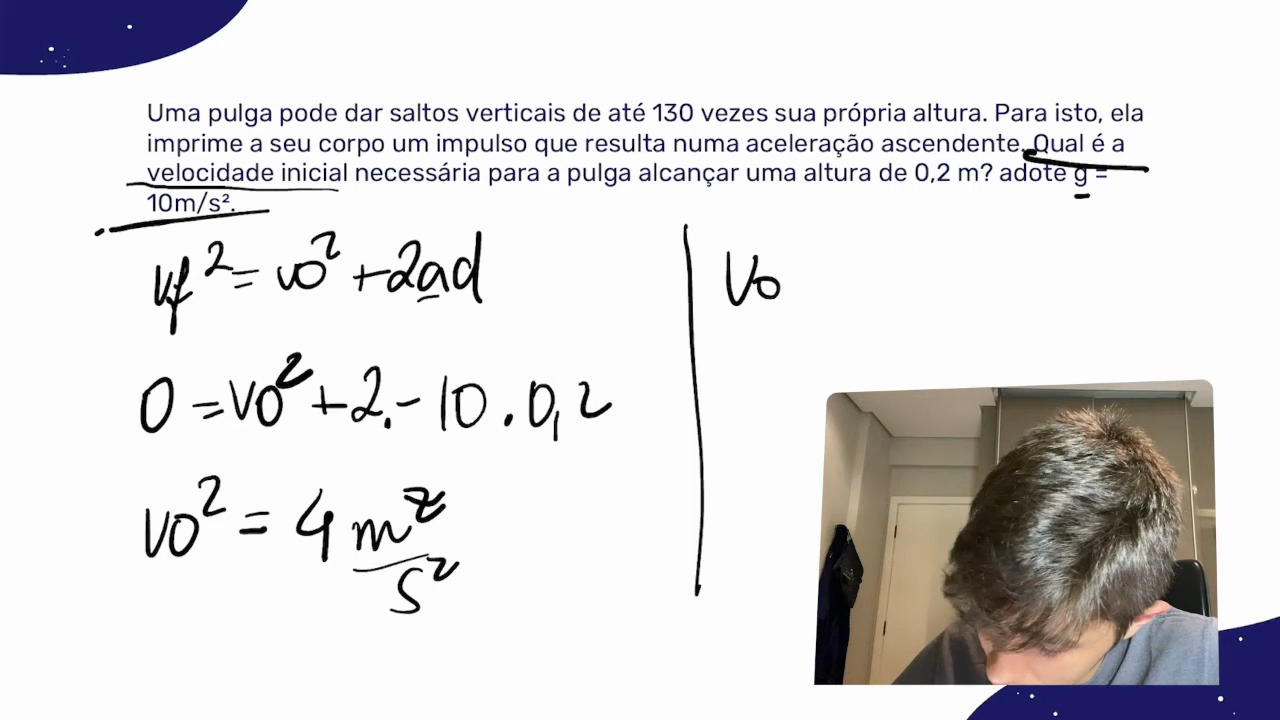 Uma pulga pode dar saltos verticais de até 130 vezes sua própria altura. Para isto, ela
imprime a seu corpo um impulso que resulta numa aceleração ascendente. Qual é a
velocidade inicial necessária para a pulga alcançar uma altura de 0,2 m? adote g =
10m/s².
vf² = vo² + 2ad
0 = vo² + 2.- 10 . 0,2
vo² = 4 m²/s²
Vo